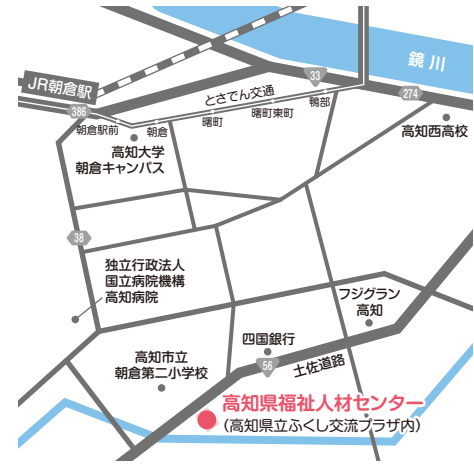 鏡川
JR朝倉駅
33
274
とさでん交通
386
朝倉駅前
朝倉
曙町
曙町東町
鴨部
高知西高校
高知大学
朝倉キャンパス
38
独立行政法人
国立病院機構
高知病院
フジグラン
高知
四国銀行
高知市立
朝倉第二小学校
56
土佐道路
高知県福祉人材センター
(高知県立ふくし交流プラザ内)